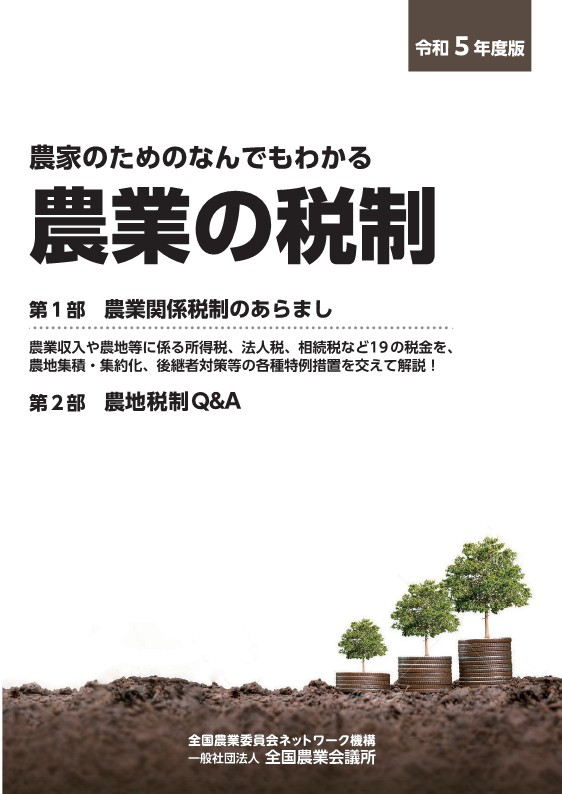 令和5年度版
農家のためのなんでもわかる
農業の税制
第1部 農業関係税制のあらまし
農業収入や農地等に係る所得税、法人税、相続税など19の税金を、
農地集積・集約化、後継者対策等の各種特例措置を交えて解説！
第2部 農地税制Q&A
全国農業委員会ネットワーク機構
一般社団法人 全国農業会議所